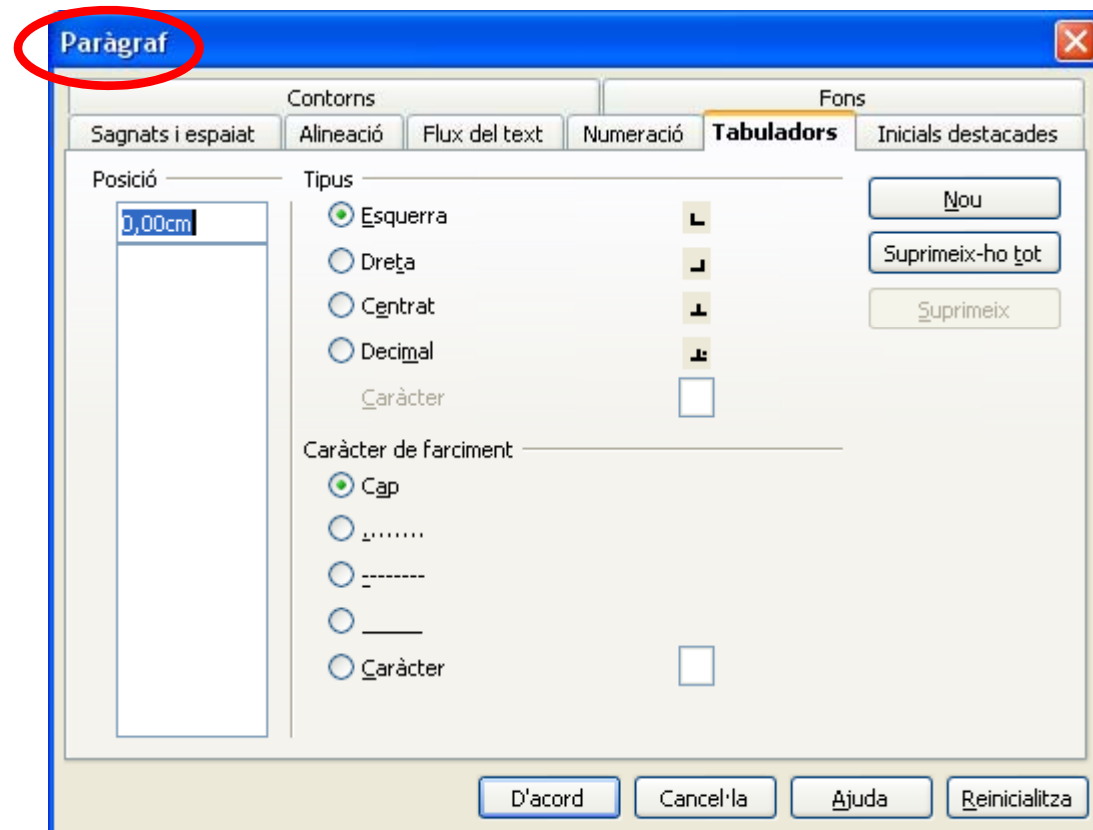 Paràgraf
Contorns Fons
Sagnats i espaiat Alineació Flux del text Numeració Tabuladors Inicials destacades
Posició Tipus
0,00cm
Esquerra
Nou
Dreta
Suprimeix-ho tot
Centrat
Suprimeix
Decimal
Caràcter
Caràcter de farciment
Cap
........
--------
_____
Caràcter
D'acord Cancel·la Ajuda Reinicialitza